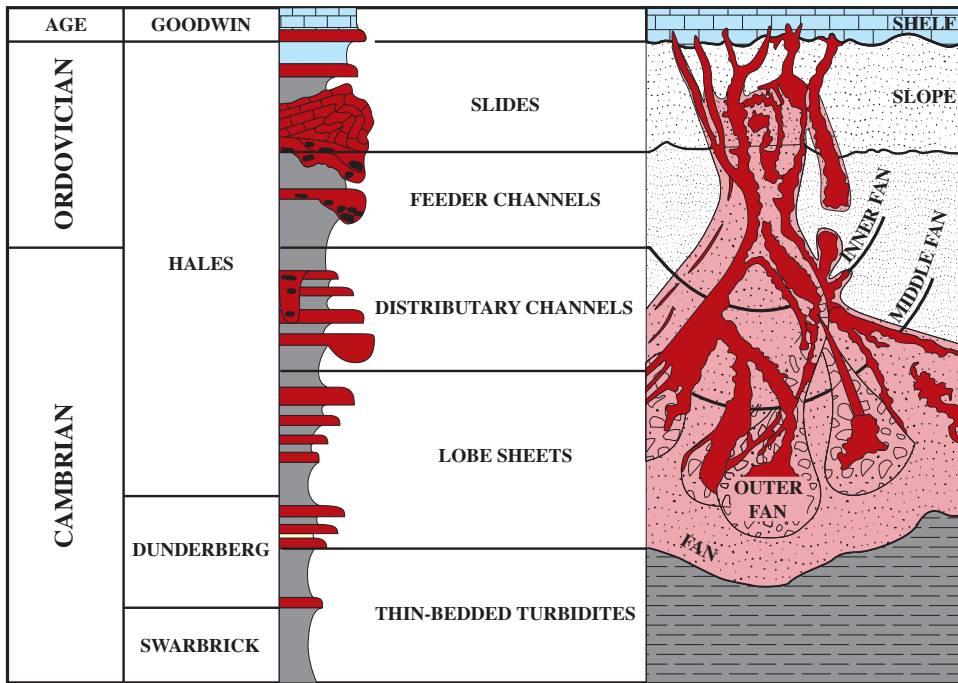 AGE
GOODWIN
SHELF
ORDOVICIAN
SLIDES
SLOPE
FEEDER CHANNELS
HALES
INNER FAN
MIDDLE FAN
DISTRIBUTARY CHANNELS
CAMBRIAN
LOBE SHEETS
OUTER
FAN
DUNDERBERG
FAN
THIN-BEDDED TURBIDITES
SWARBRICK